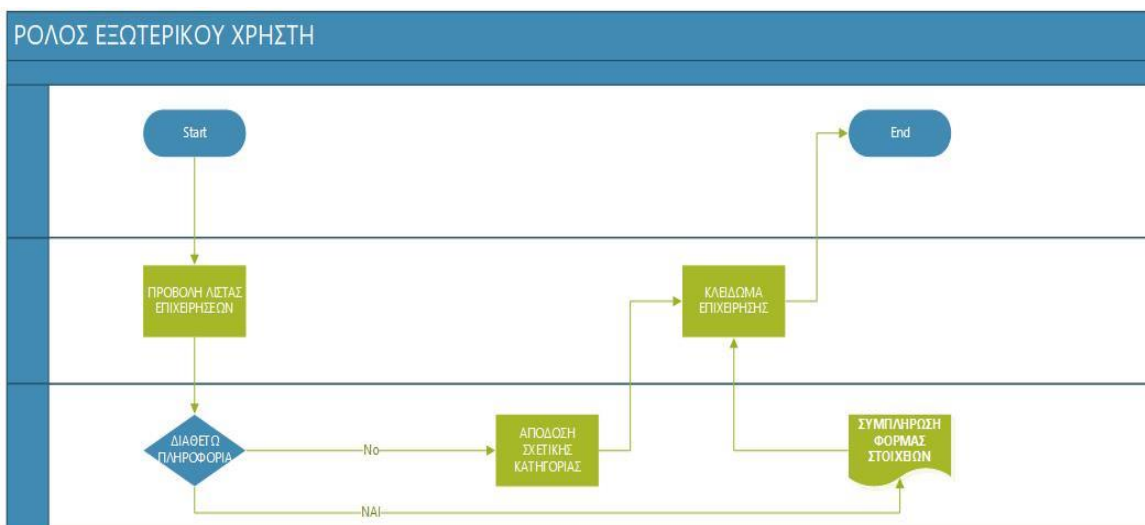 ΡΟΛΟΣ ΕΞΩΤΕΡΙΚΟΥ ΧΡΗΣΤΗ
Start
End
ΠΡΟΒΟΛΗ ΛΙΣΤΑΣ
ΕΠΙΧΕΙΡΗΣΕΩΝ
ΚΛΕΙΔΩΜΑ
ΕΠΙΧΕΙΡΗΣΗΣ
ΔΙΑΘΕΤΩ
ΠΛΗΡΟΦΟΡΙΑ
No
ΑΠΟΔΟΣΗ
ΣΧΕΤΙΚΗΣ
ΚΑΤΗΓΟΡΙΑΣ
ΣΥΜΠΛΗΡΩΣΗ
ΦΟΡΜΑΣ
ΣΤΟΙΧΕΙΩΝ
ΝΑΙ